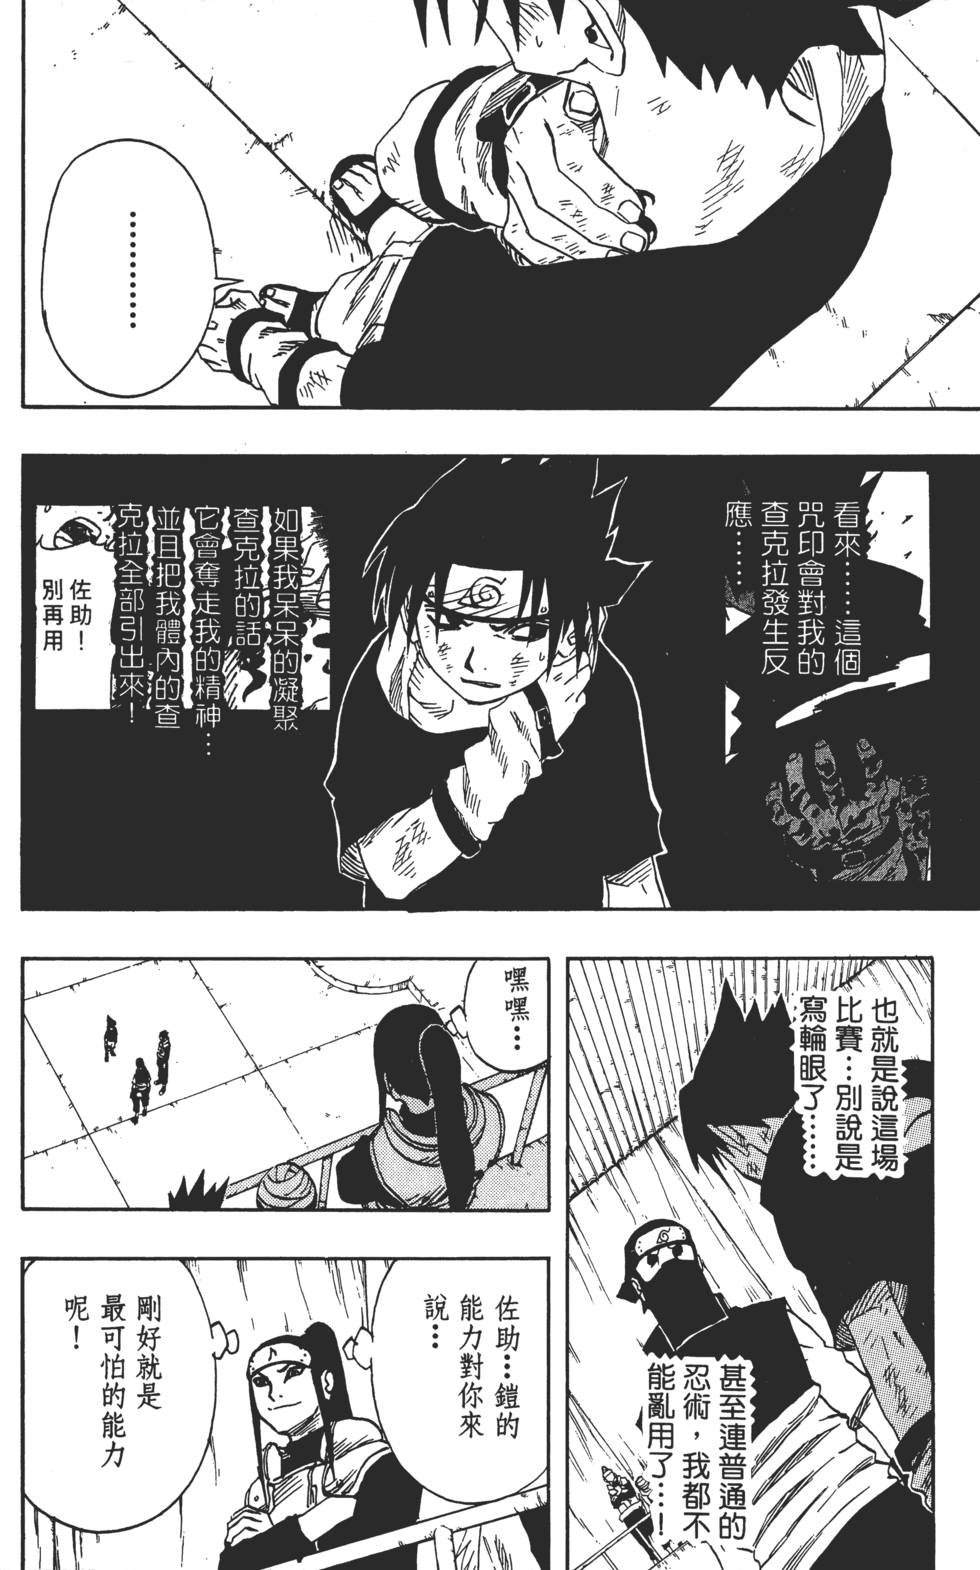 …………
看來……這個
咒印會對我的
查克拉發生反
應……
如果我呆呆的凝聚
查克拉的話
它會奪走我的精神…
並且把我體內的查
克拉全部引出來！
佐助！
別再用
也就是說這場
比賽…別說是
寫輪眼了……
甚至連普通的
忍術，我都不
能亂用了…！
嘿嘿…
佐助…鎧的
能力對你來
說…
剛好就是
最可怕的能力
呢！